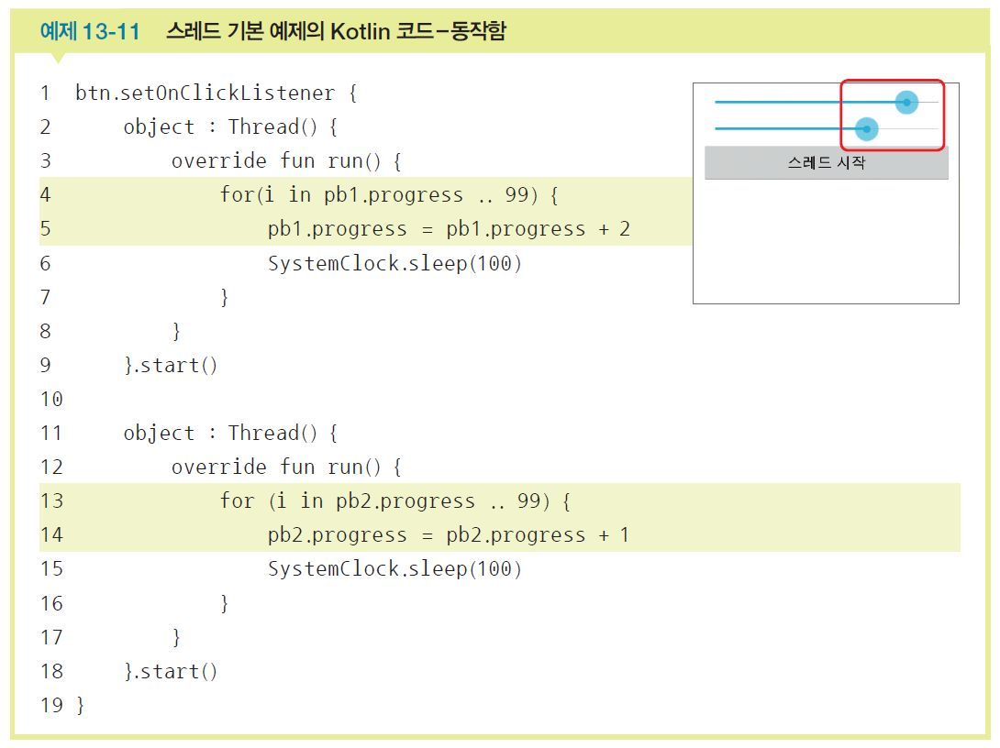 예제 13-11 스레드 기본 예제의 Kotlin 코드-동작함
1 btn.setOnClickListener {
2     object : Thread() {
3         override fun run() {
4             for(i in pb1.progress .. 99) {
5                 pb1.progress = pb1.progress + 2
6                 SystemClock.sleep(100)
7             }
8         }
9     }.start()
10
11     object : Thread() {
12         override fun run() {
13             for (i in pb2.progress .. 99) {
14                 pb2.progress = pb2.progress + 1
15                 SystemClock.sleep(100)
16             }
17         }
18     }.start()
19 }
스레드 시작